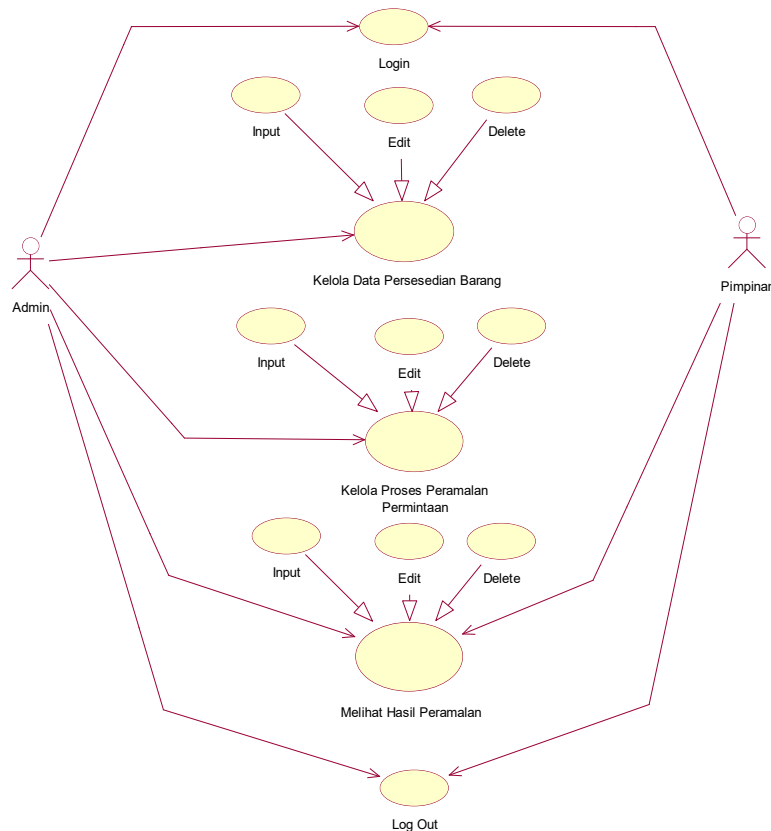 Login
Input
Edit
Delete
Kelola Data Persesedian Barang
Admin
Pimpinan
Input
Edit
Delete
Kelola Proses Peramalan
Permintaan
Input
Edit
Delete
Melihat Hasil Peramalan
Log Out